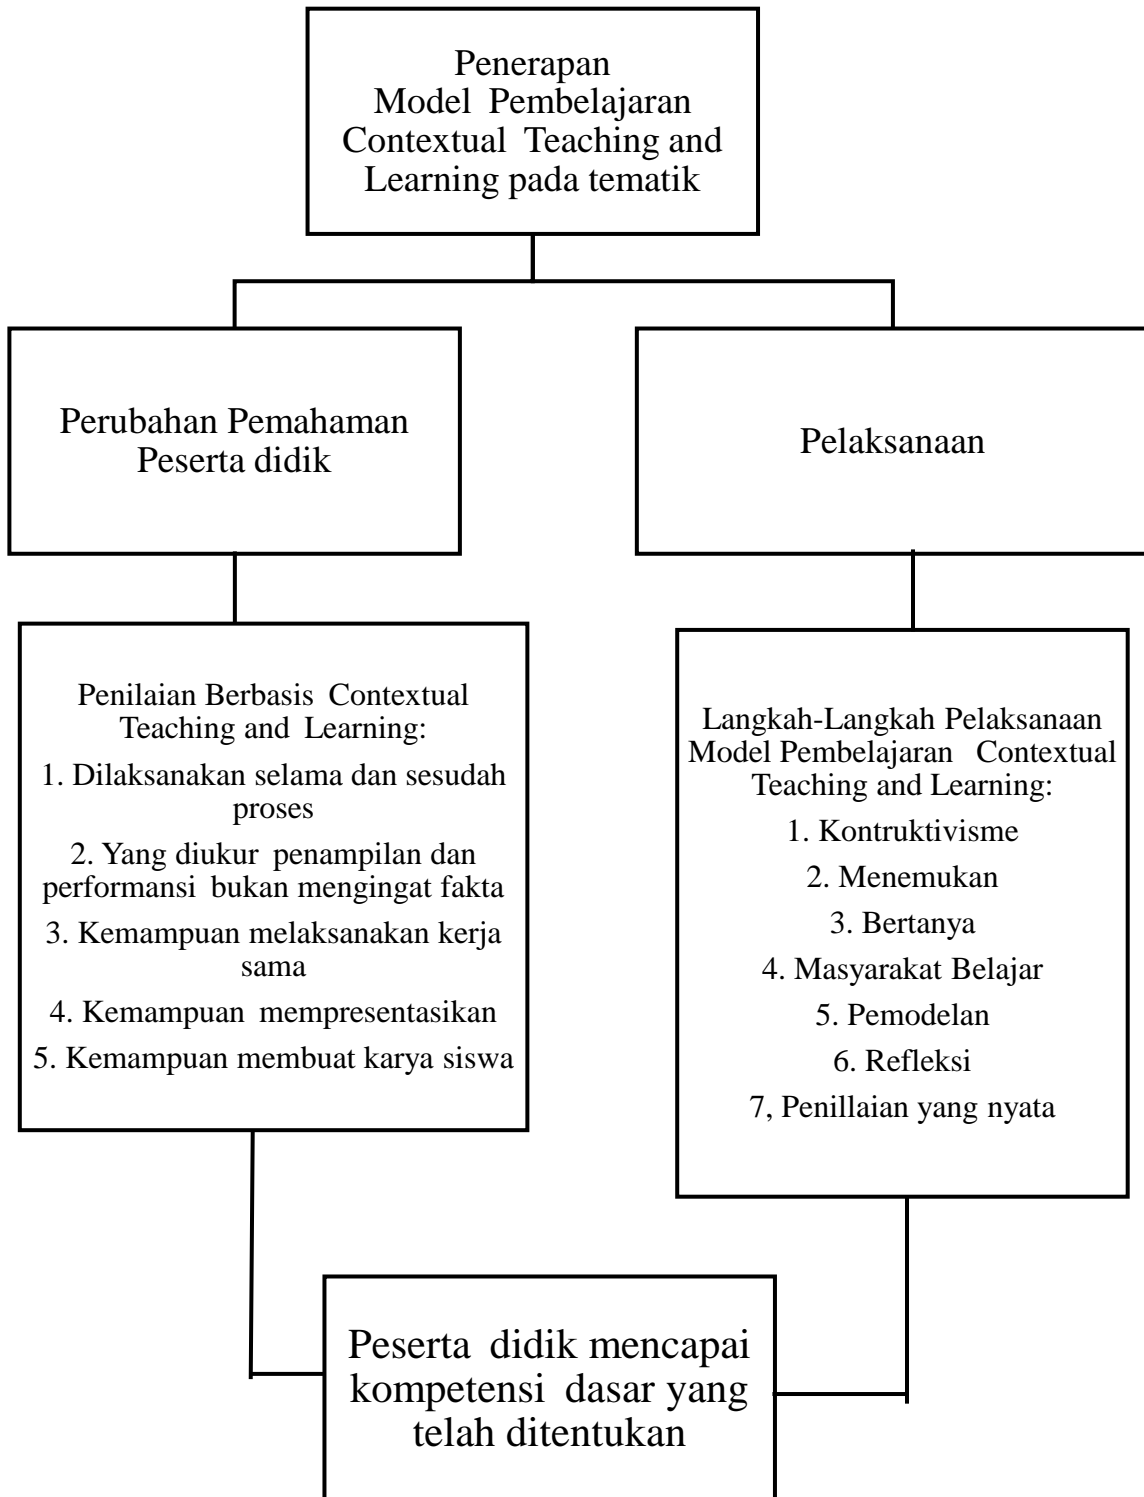 Penerapan
Model Pembelajaran
Contextual Teaching and
Learning pada tematik
Perubahan Pemahaman
Peserta didik
Pelaksanaan
Penilaian Berbasis Contextual
Teaching and Learning:
1. Dilaksanakan selama dan sesudah
proses
2. Yang diukur penampilan dan
performansi bukan mengingat fakta
3. Kemampuan melaksanakan kerja
sama
4. Kemampuan mempresentasikan
5. Kemampuan membuat karya siswa
Langkah-Langkah Pelaksanaan
Model Pembelajaran Contextual
Teaching and Learning:
1. Kontruktivisme
2. Menemukan
3. Bertanya
4. Masyarakat Belajar
5. Pemodelan
6. Refleksi
7, Penillaian yang nyata
Peserta didik mencapai
kompetensi dasar yang
telah ditentukan